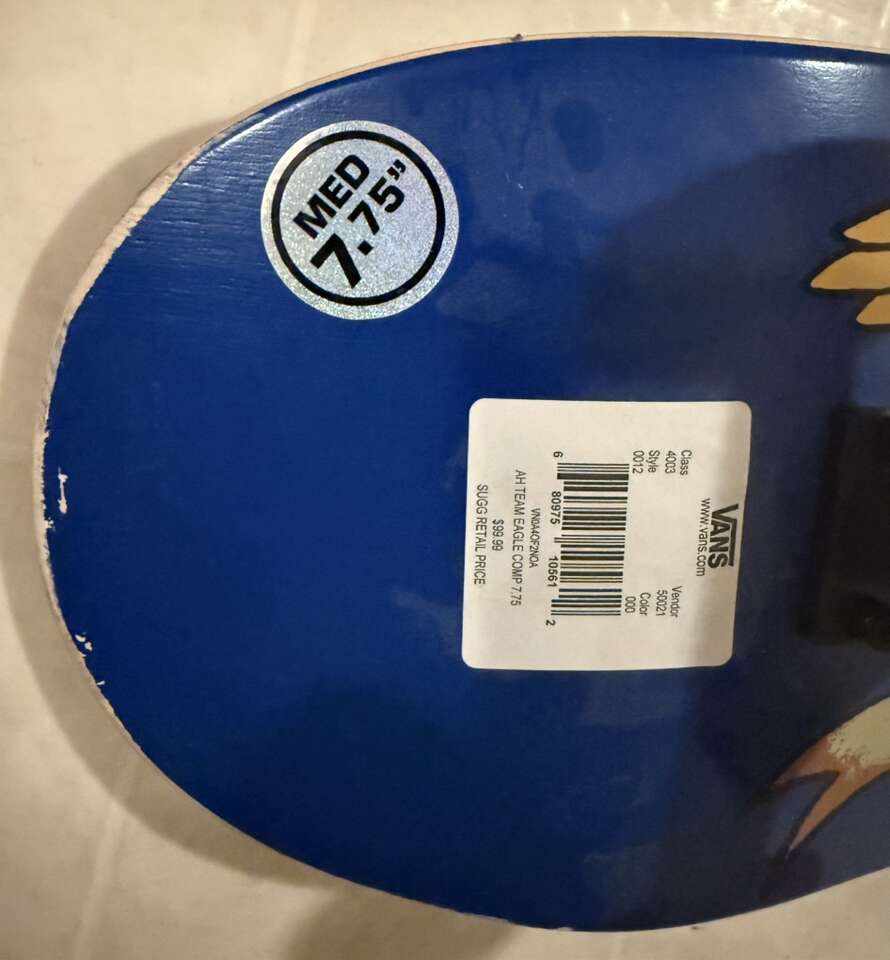 MED
7.75"
VANS
www.vans.com
Class
4003
Style
0012
Vendor
50021
Color
000
6 80975 10561 2
VN0A4OF2NOA
AH TEAM EAGLE COMP 7.75
$99.99
SUGG RETAIL PRICE